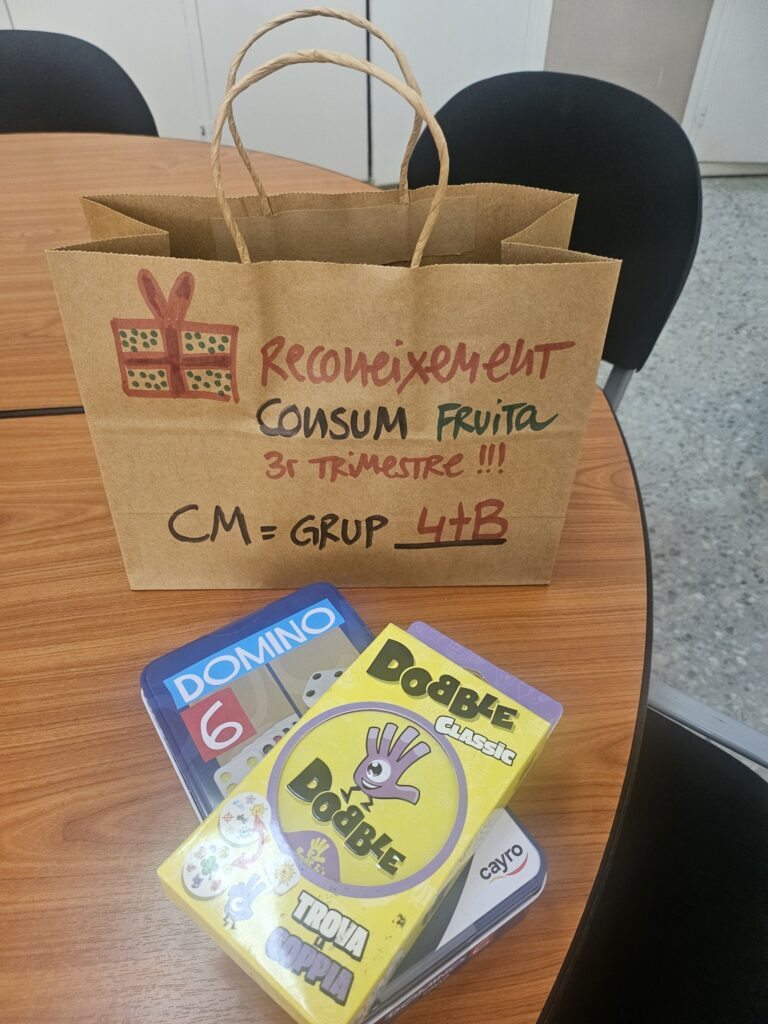 ReconeixemenT
CONSUM FRUITA
3r TRIMESTRE !!!
CM = GRUP 4tB
DOMINO
6
DOBBLE
CLASSIC
DOBBLE
TROVA
LA
COPPIA
cayro